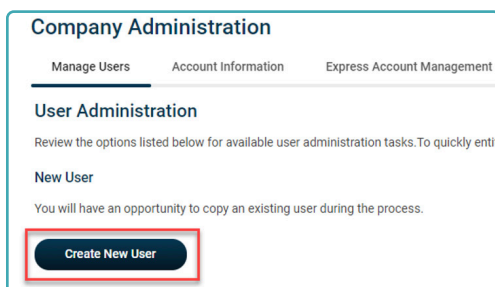 Company Administration
Manage Users Account Information Express Account Management
User Administration
Review the options listed below for available user administration tasks.To quickly enti
New User
You will have an opportunity to copy an existing user during the process.
Create New User